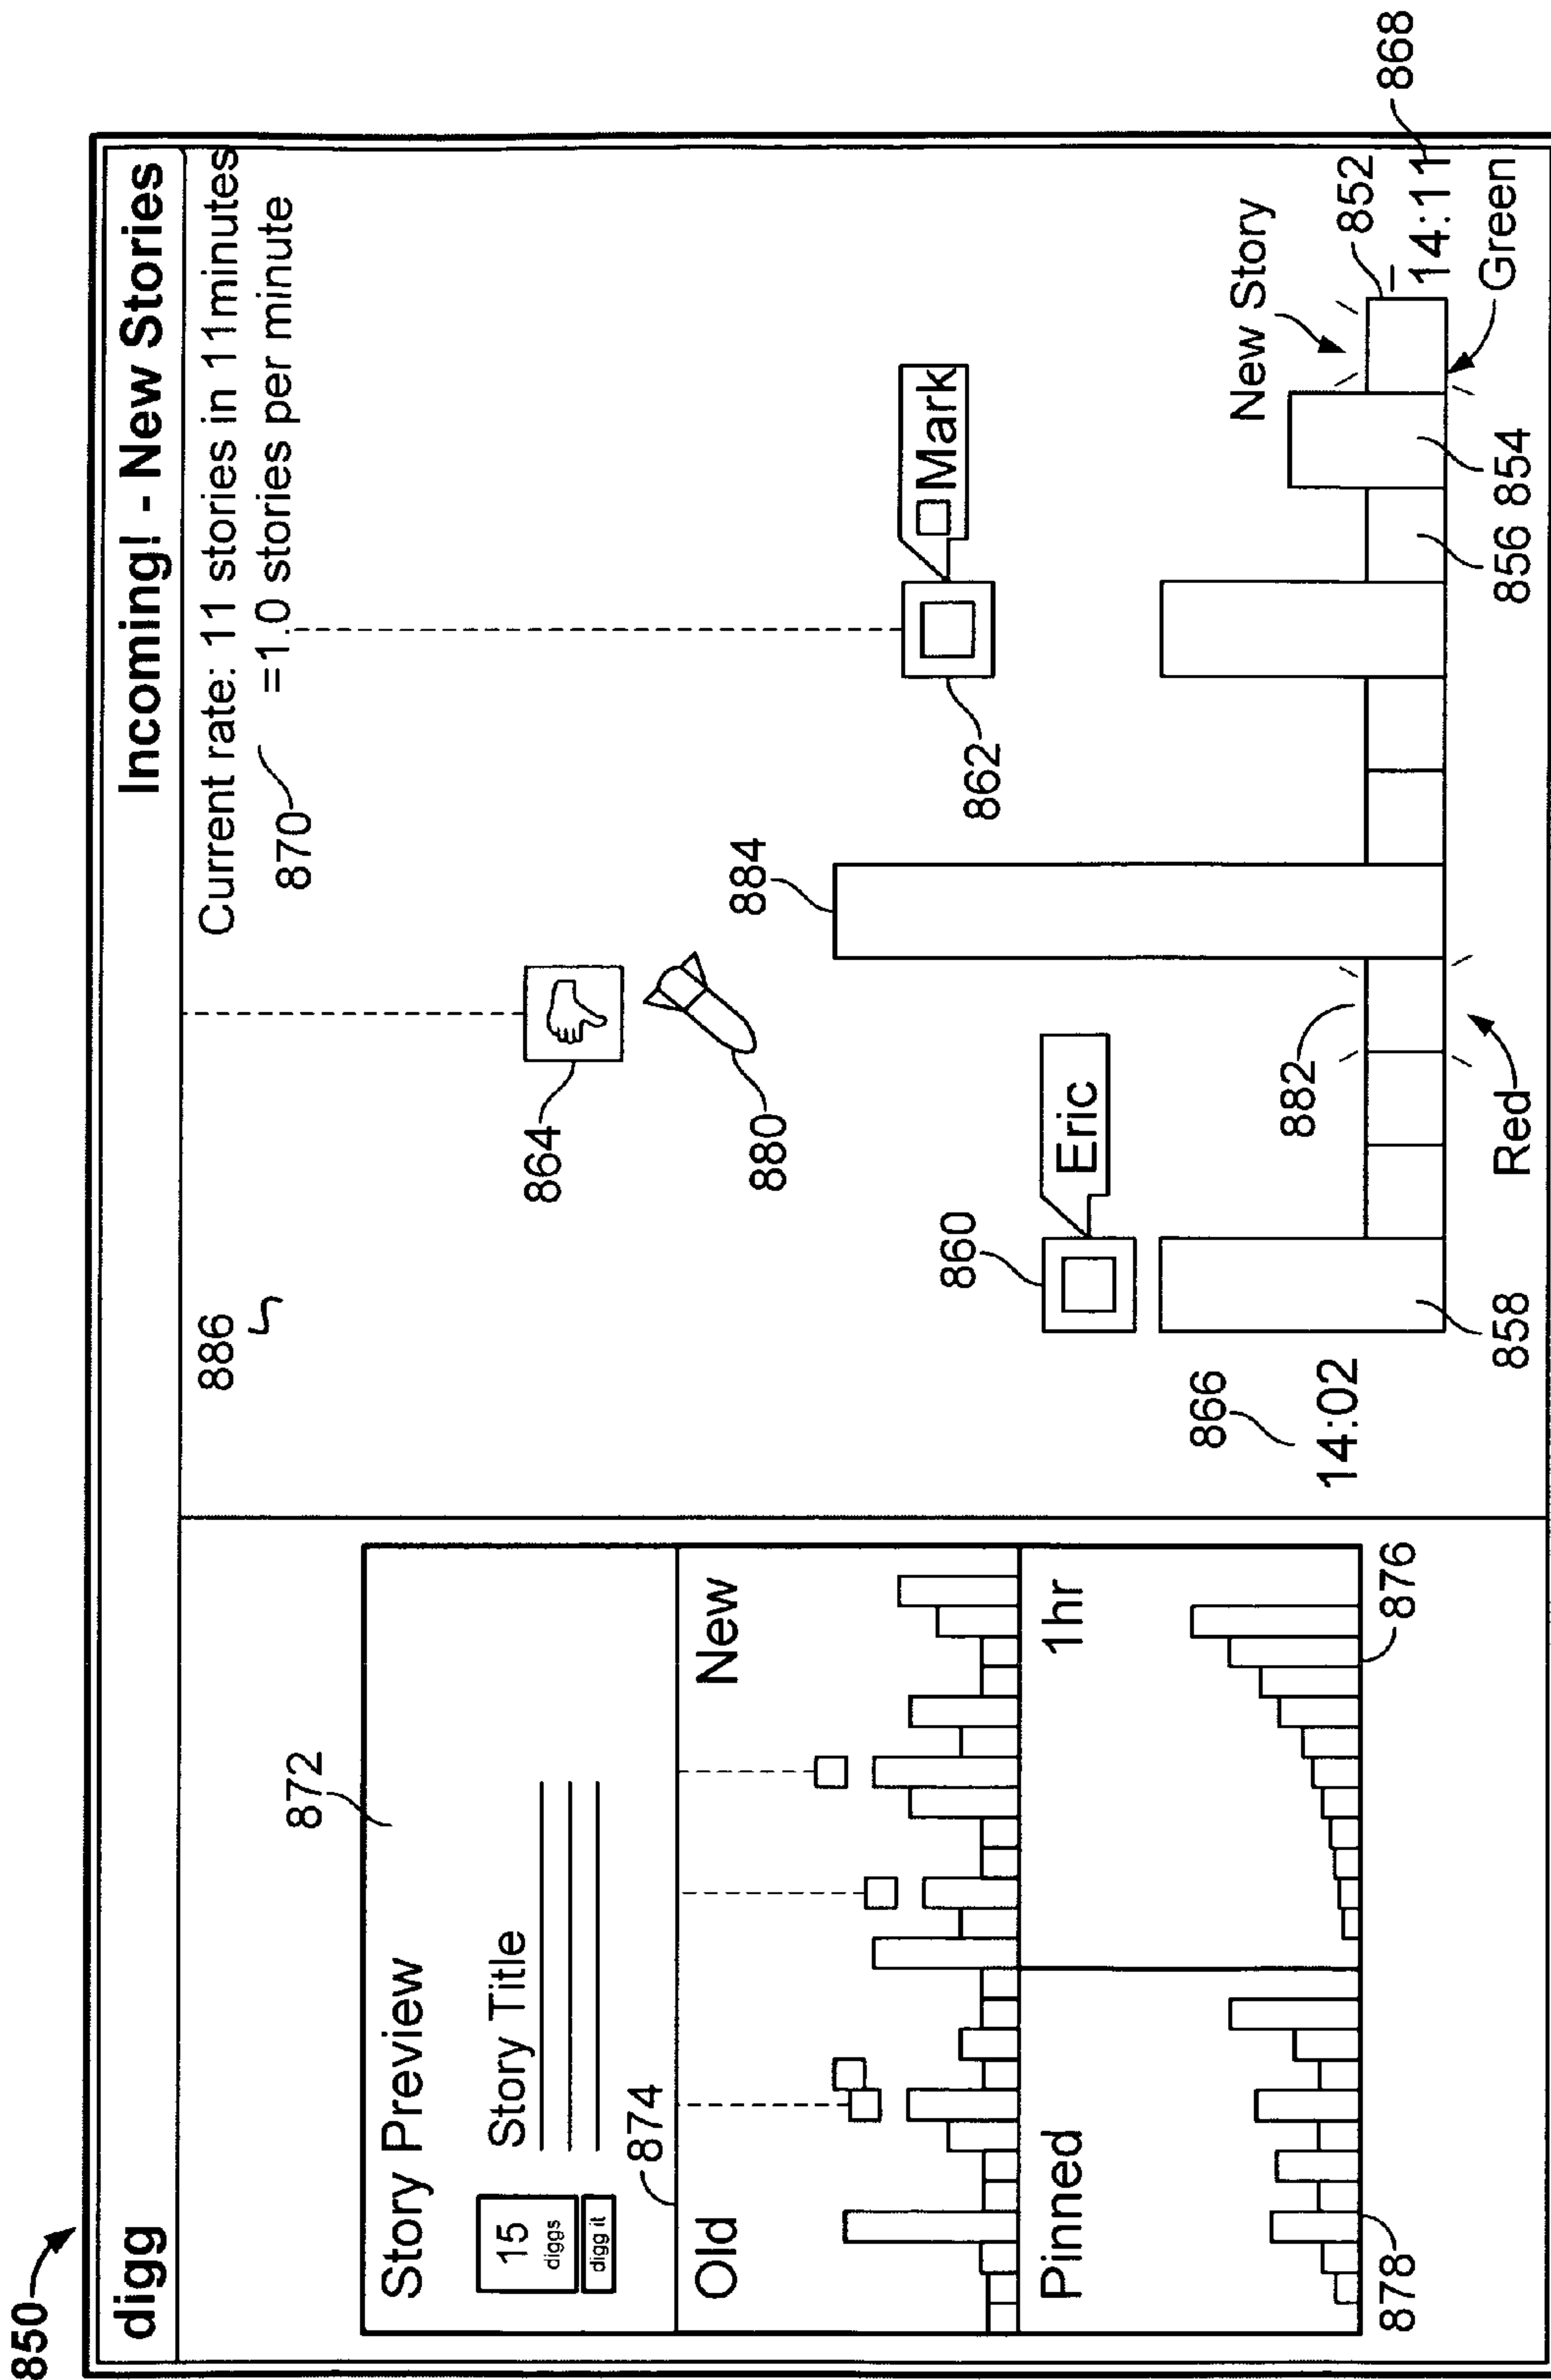 850
digg
Incoming! - New Stories
Story Preview
872
15
diggs
digg it
Story Title
874
Old
New
Pinned
1hr
878
876
886
Current rate: 11 stories in 11minutes
=1.0 stories per minute
870
864
880
884
862
Mark
860
Eric
866
14:02
858
882
Red
New Story
852
14:11
868
856
854
Green